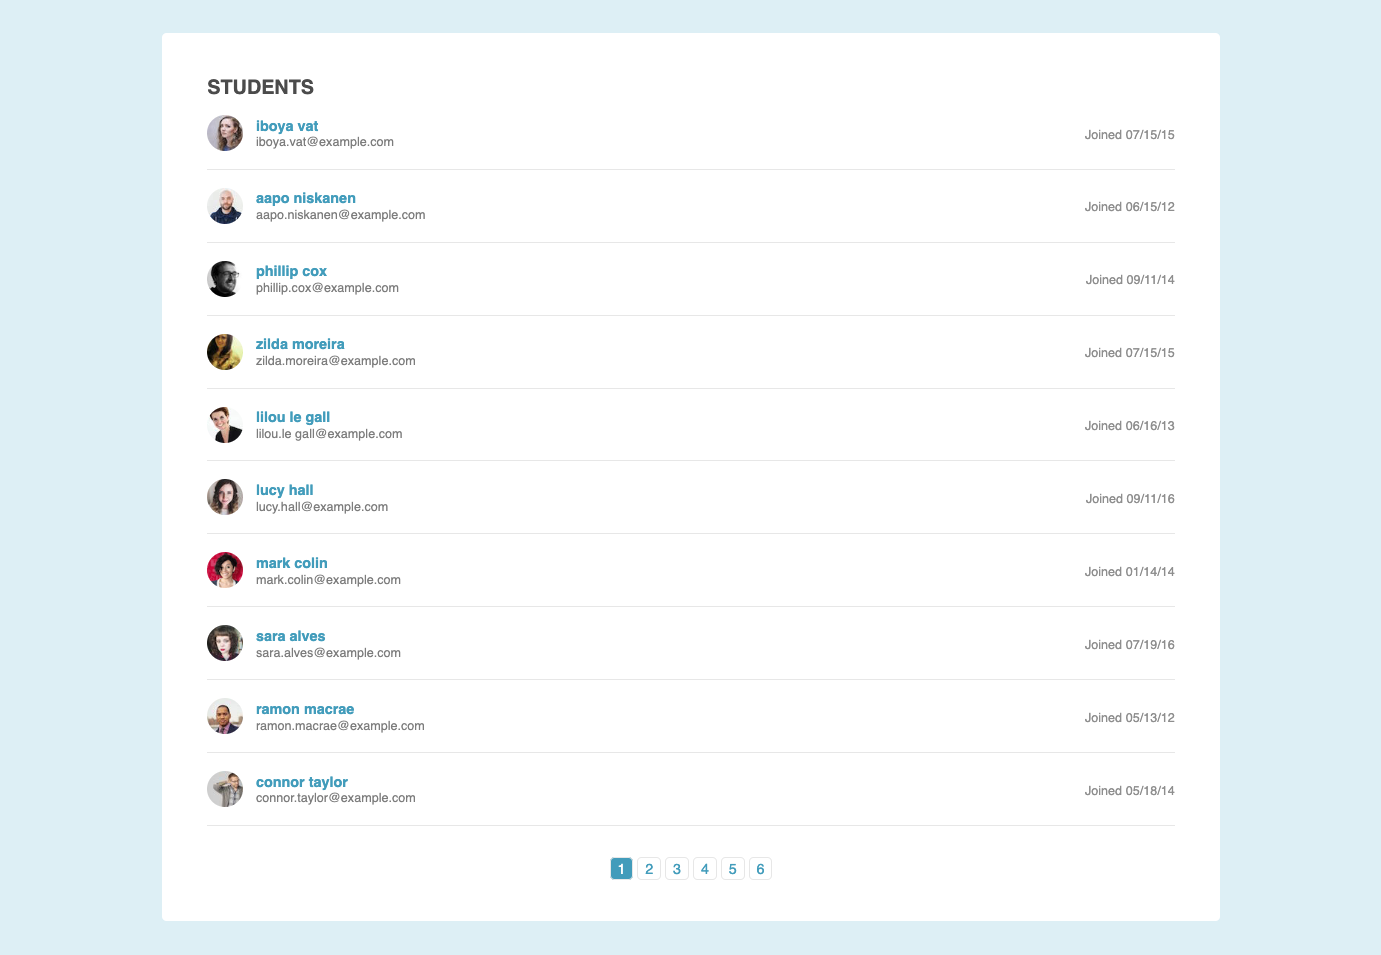 STUDENTS
iboya vat
iboya.vat@example.com
Joined 07/15/15
aapo niskanen
aapo.niskanen@example.com
Joined 06/15/12
phillip cox
phillip.cox@example.com
Joined 09/11/14
zilda moreira
zilda.moreira@example.com
Joined 07/15/15
lilou le gall
lilou.le gall@example.com
Joined 06/16/13
lucy hall
lucy.hall@example.com
Joined 09/11/16
mark colin
mark.colin@example.com
Joined 01/14/14
sara alves
sara.alves@example.com
Joined 07/19/16
ramon macrae
ramon.macrae@example.com
Joined 05/13/12
connor taylor
connor.taylor@example.com
Joined 05/18/14
1 2 3 4 5 6